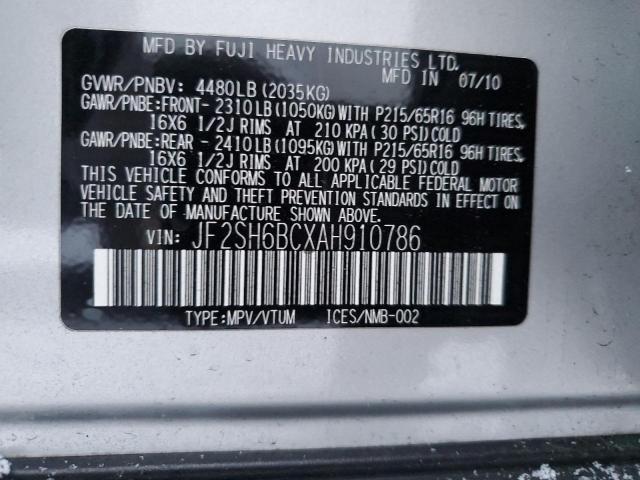 MFD BY FUJI HEAVY INDUSTRIES LTD.
MFD. IN 07/10
GVWR/PNBV: 4480LB(2035KG)
GAWR/PNBE:FRONT- 2310LB(1050KG)WITH P215/65R16 96H TIRES,
16X6 1/2J RIMS AT 210 KPA(30 PSI)COLD
GAWR/PNBE:REAR - 2410LB(1095KG)WITH P215/65R16 96H TIRES,
16X6 1/2J RIMS AT 200 KPA(29 PSI)COLD
THIS VEHICLE CONFORMS TO ALL APPLICABLE FEDERAL MOTOR
VEHICLE SAFETY AND THEFT PREVENTION STANDARDS IN EFFECT ON
THE DATE OF MANUFACTURE SHOWN ABOVE.
VIN: JF2SH6BCXAH910786
TYPE:MPV/VTUM ICES/NMB-002